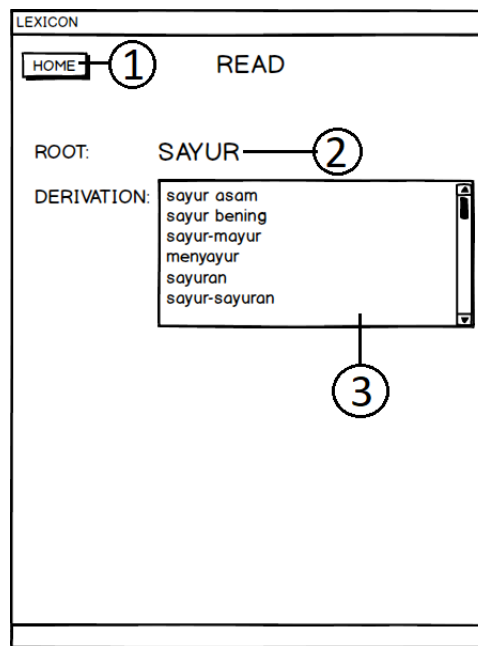 LEXICON
HOME 1 READ
ROOT: SAYUR 2
DERIVATION: sayur asam
sayur bening
sayur-mayur
menyayur
sayuran
sayur-sayuran
3